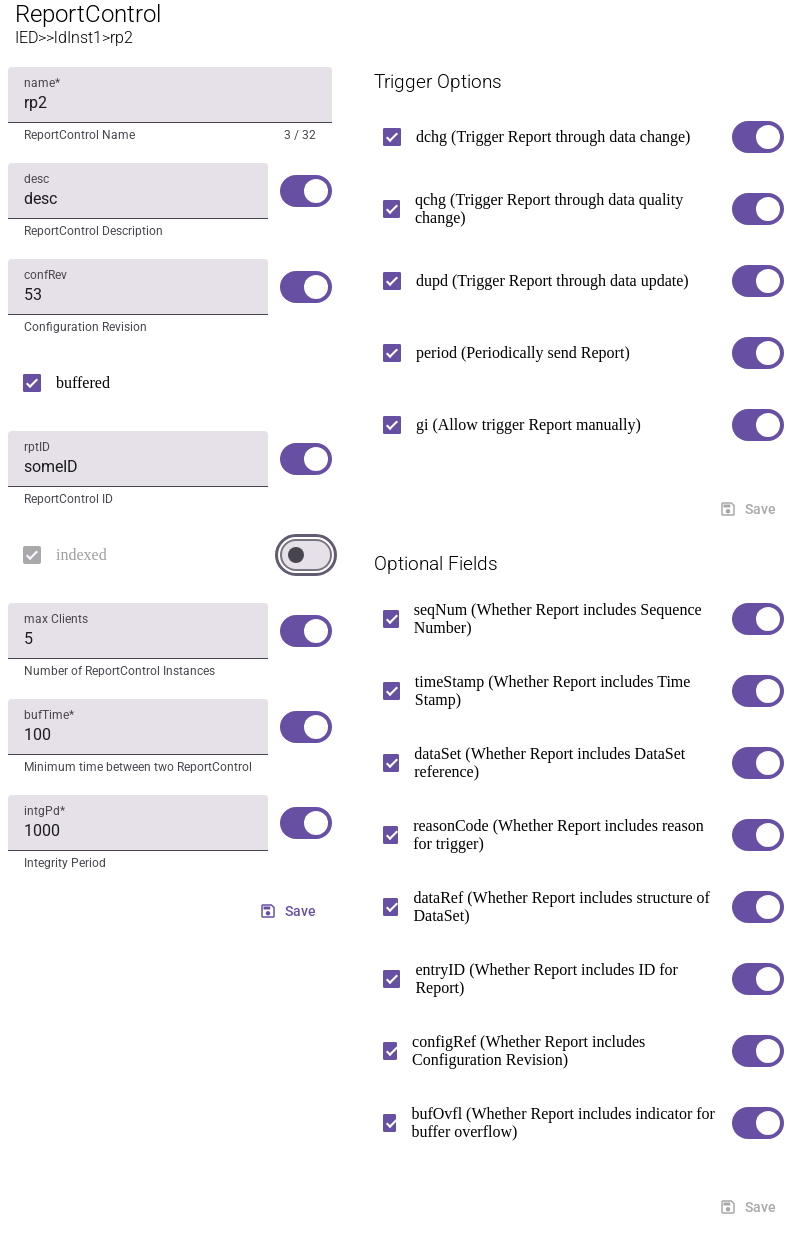 ReportControl
IED>>ldInst1>rp2
name*
rp2
ReportControl Name 3 / 32
desc
desc
ReportControl Description
confRev
53
Configuration Revision
buffered
rptID
someID
ReportControl ID
indexed
max Clients
5
Number of ReportControl Instances
bufTime*
100
Minimum time between two ReportControl
intgPd*
1000
Integrity Period
Save
Trigger Options
dchg (Trigger Report through data change)
qchg (Trigger Report through data quality
change)
dupd (Trigger Report through data update)
period (Periodically send Report)
gi (Allow trigger Report manually)
Save
Optional Fields
seqNum (Whether Report includes Sequence
Number)
timeStamp (Whether Report includes Time
Stamp)
dataSet (Whether Report includes DataSet
reference)
reasonCode (Whether Report includes reason
for trigger)
dataRef (Whether Report includes structure of
DataSet)
entryID (Whether Report includes ID for
Report)
configRef (Whether Report includes
Configuration Revision)
bufOvfl (Whether Report includes indicator for
buffer overflow)
Save